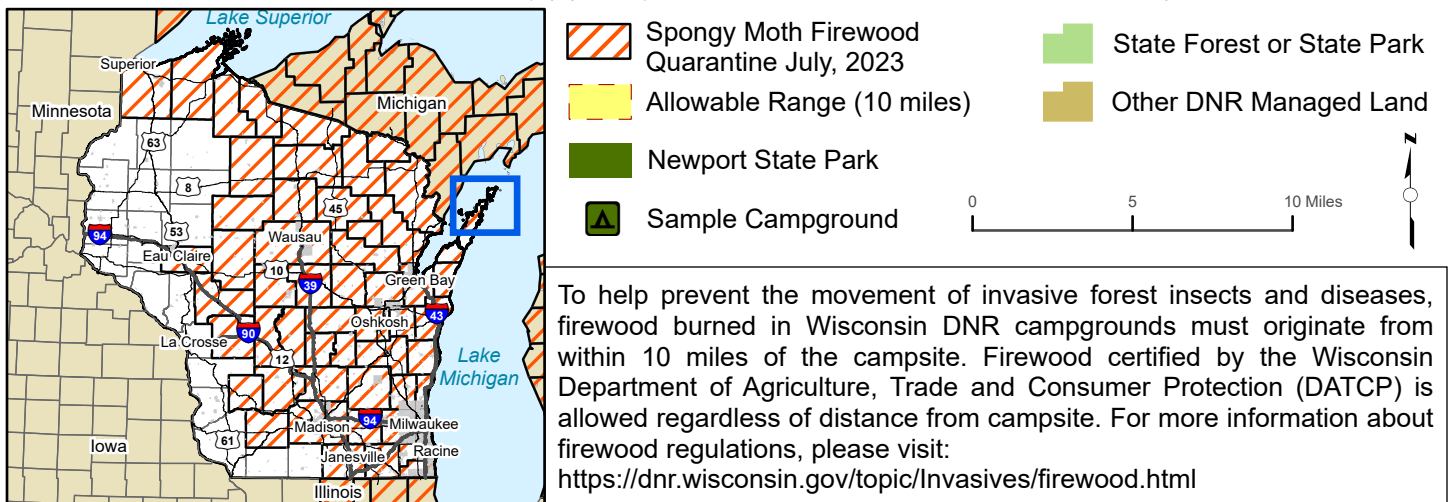 Lake Superior
Superior
Minnesota
Michigan
63
8
45
53
94
Wausau
Eau Claire
10
39
Green Bay
43
Oshkosh
90
La Crosse
12
Lake
Michigan
94
Madison
Milwaukee
61
Janesville
Racine
Iowa
Illinois
Spongy Moth Firewood
Quarantine July, 2023
Allowable Range (10 miles)
Newport State Park
Sample Campground
State Forest or State Park
Other DNR Managed Land
N
0 5 10 Miles
To help prevent the movement of invasive forest insects and diseases,
firewood burned in Wisconsin DNR campgrounds must originate from
within 10 miles of the campsite. Firewood certified by the Wisconsin
Department of Agriculture, Trade and Consumer Protection (DATCP) is
allowed regardless of distance from campsite. For more information about
firewood regulations, please visit:
https://dnr.wisconsin.gov/topic/Invasives/firewood.html